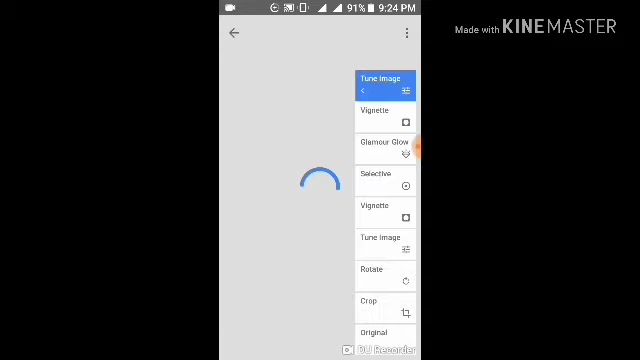 91% 9:24 PM
Made with KINEMASTER
Tune Image
Vignette
Glamour Glow
Selective
Vignette
Tune Image
Rotate
Crop
Original
DU Recorder